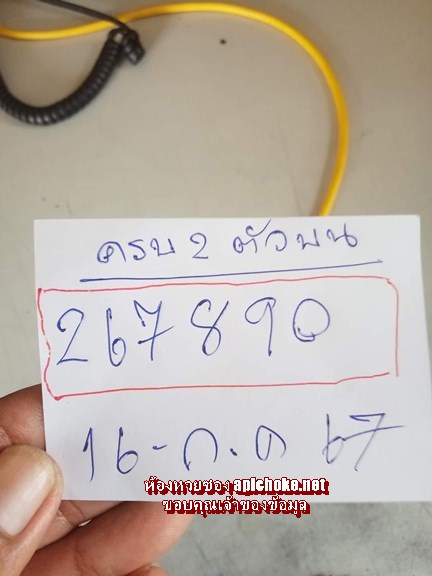 ครบ 2 ตัวบน
267890
16-ก.ค 67
ห้องหวยซอง apichoke.net
ขอบคุณเจ้าของข้อมูล